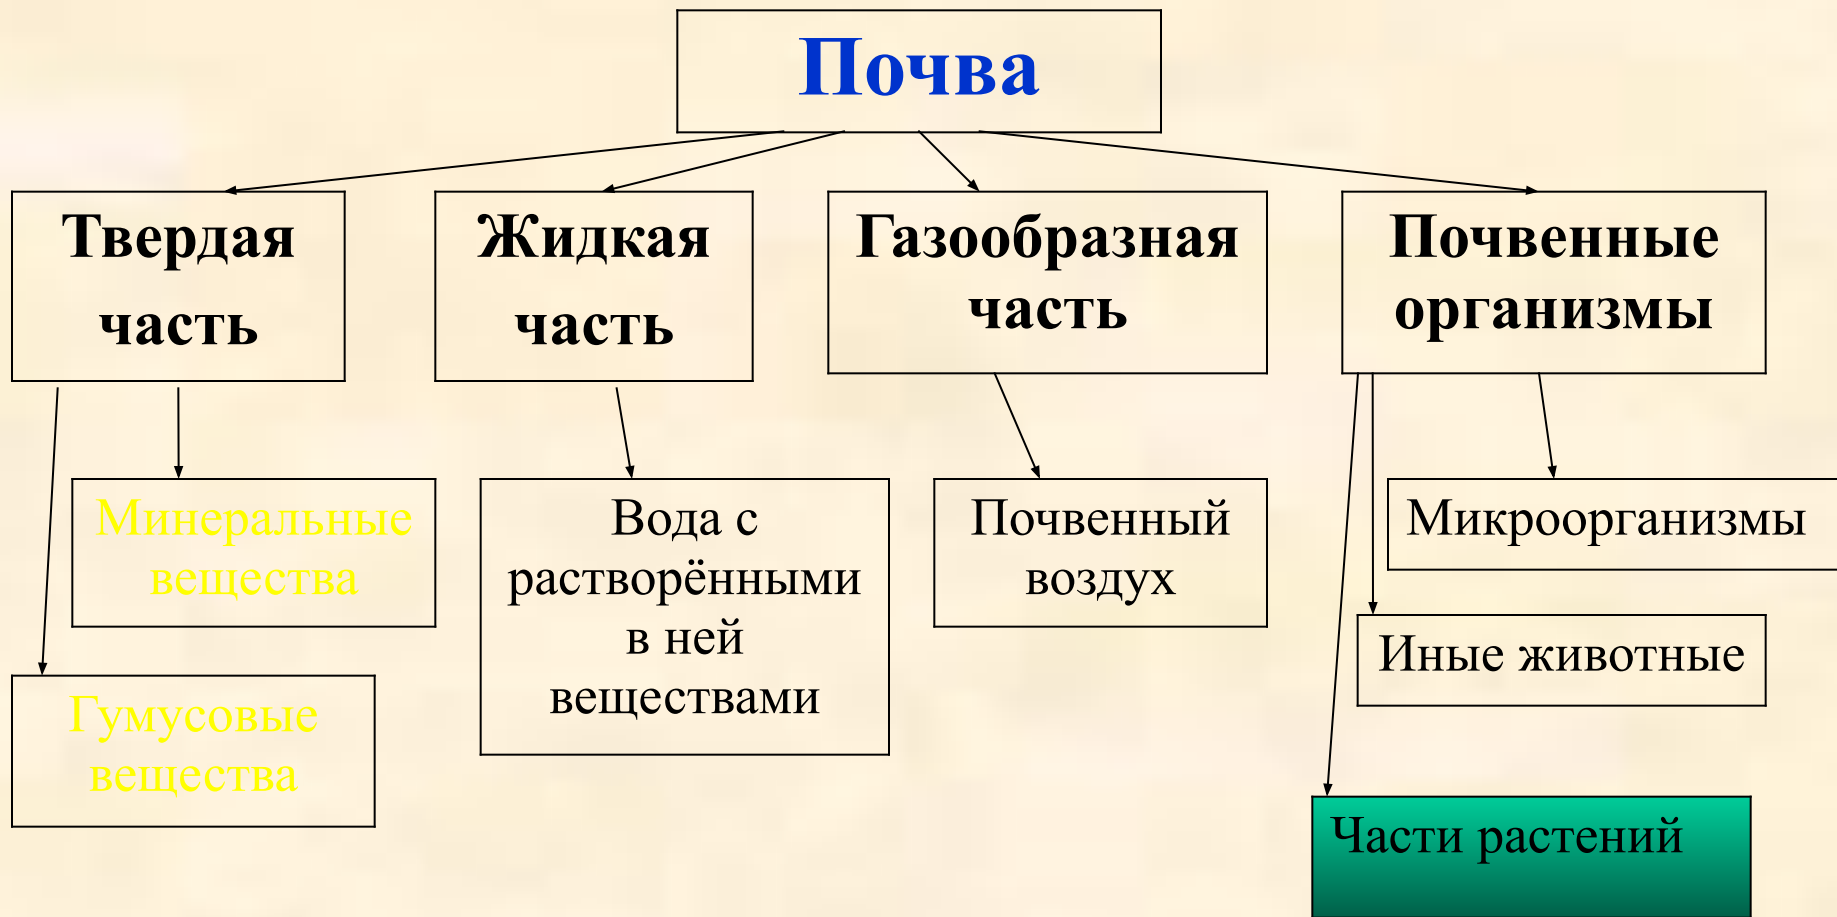 Почва
Твердая
часть
Жидкая
часть
Газообразная
часть
Почвенные
организмы
Минеральные
вещества
Гумусовые
вещества
Вода с
растворёнными
в ней
веществами
Почвенный
воздух
Микроорганизмы
Иные животные
Части растений